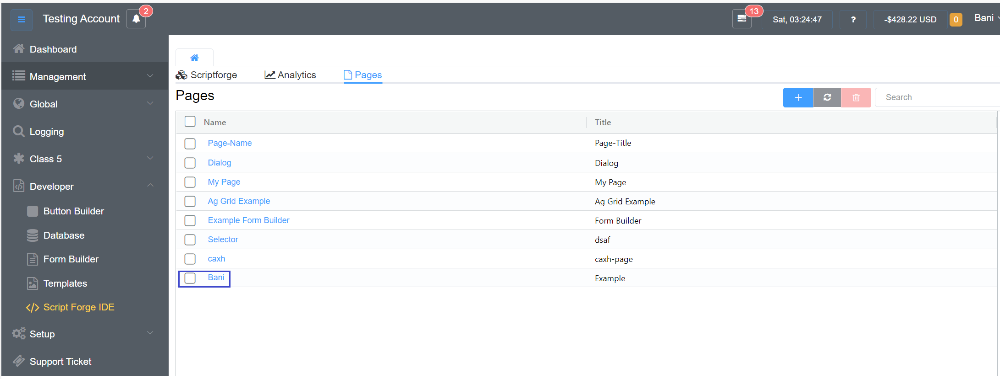 Testing Account 2 13 Sat, 03:24:47 ? -$428.22 USD 0 Bani
Dashboard
Management
Global
Logging
Class 5
Developer
Button Builder
Database
Form Builder
Templates
Script Forge IDE
Setup
Support Ticket
Scriptforge Analytics Pages
Pages
Search
Name Title
Page-Name Page-Title
Dialog Dialog
My Page My Page
Ag Grid Example Ag Grid Example
Example Form Builder Form Builder
Selector dsaf
caxh caxh-page
Bani Example